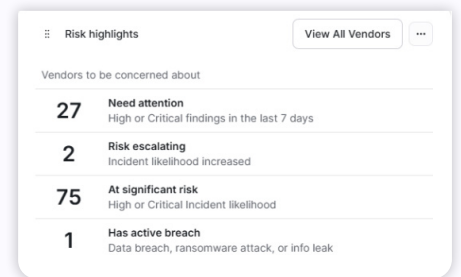 Risk highlights
View All Vendors
...
Vendors to be concerned about
27
Need attention
High or Critical findings in the last 7 days
2
Risk escalating
Incident likelihood increased
75
At significant risk
High or Critical Incident likelihood
1
Has active breach
Data breach, ransomware attack, or info leak